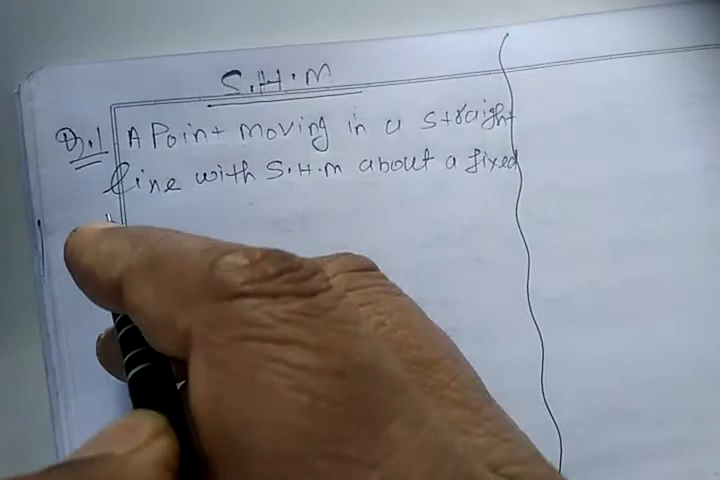 S.H.M
Q.1 A Point moving in a straight
line with S.H.m about a fixed